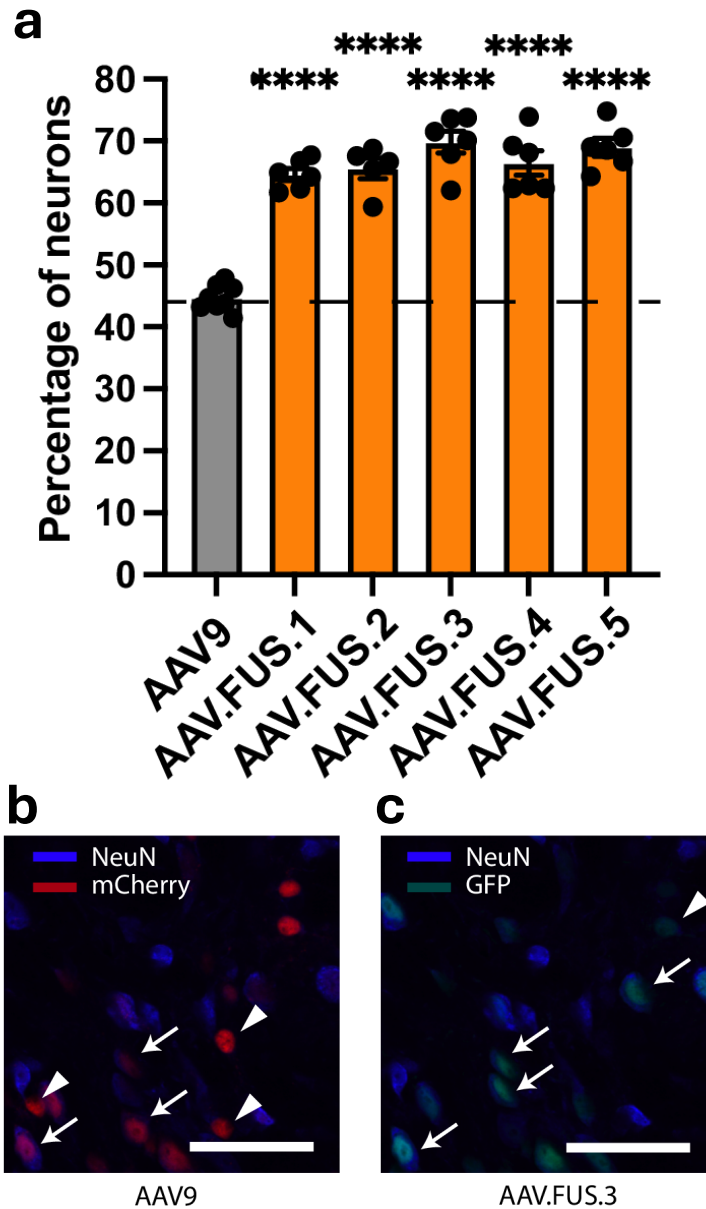 a
**** ****
**** **** ****
Percentage of neurons
80
70
60
50
40
30
20
10
0
AAV9
AAV.FUS.1
AAV.FUS.2
AAV.FUS.3
AAV.FUS.4
AAV.FUS.5
b
NeuN
mCherry
AAV9
c
NeuN
GFP
AAV.FUS.3